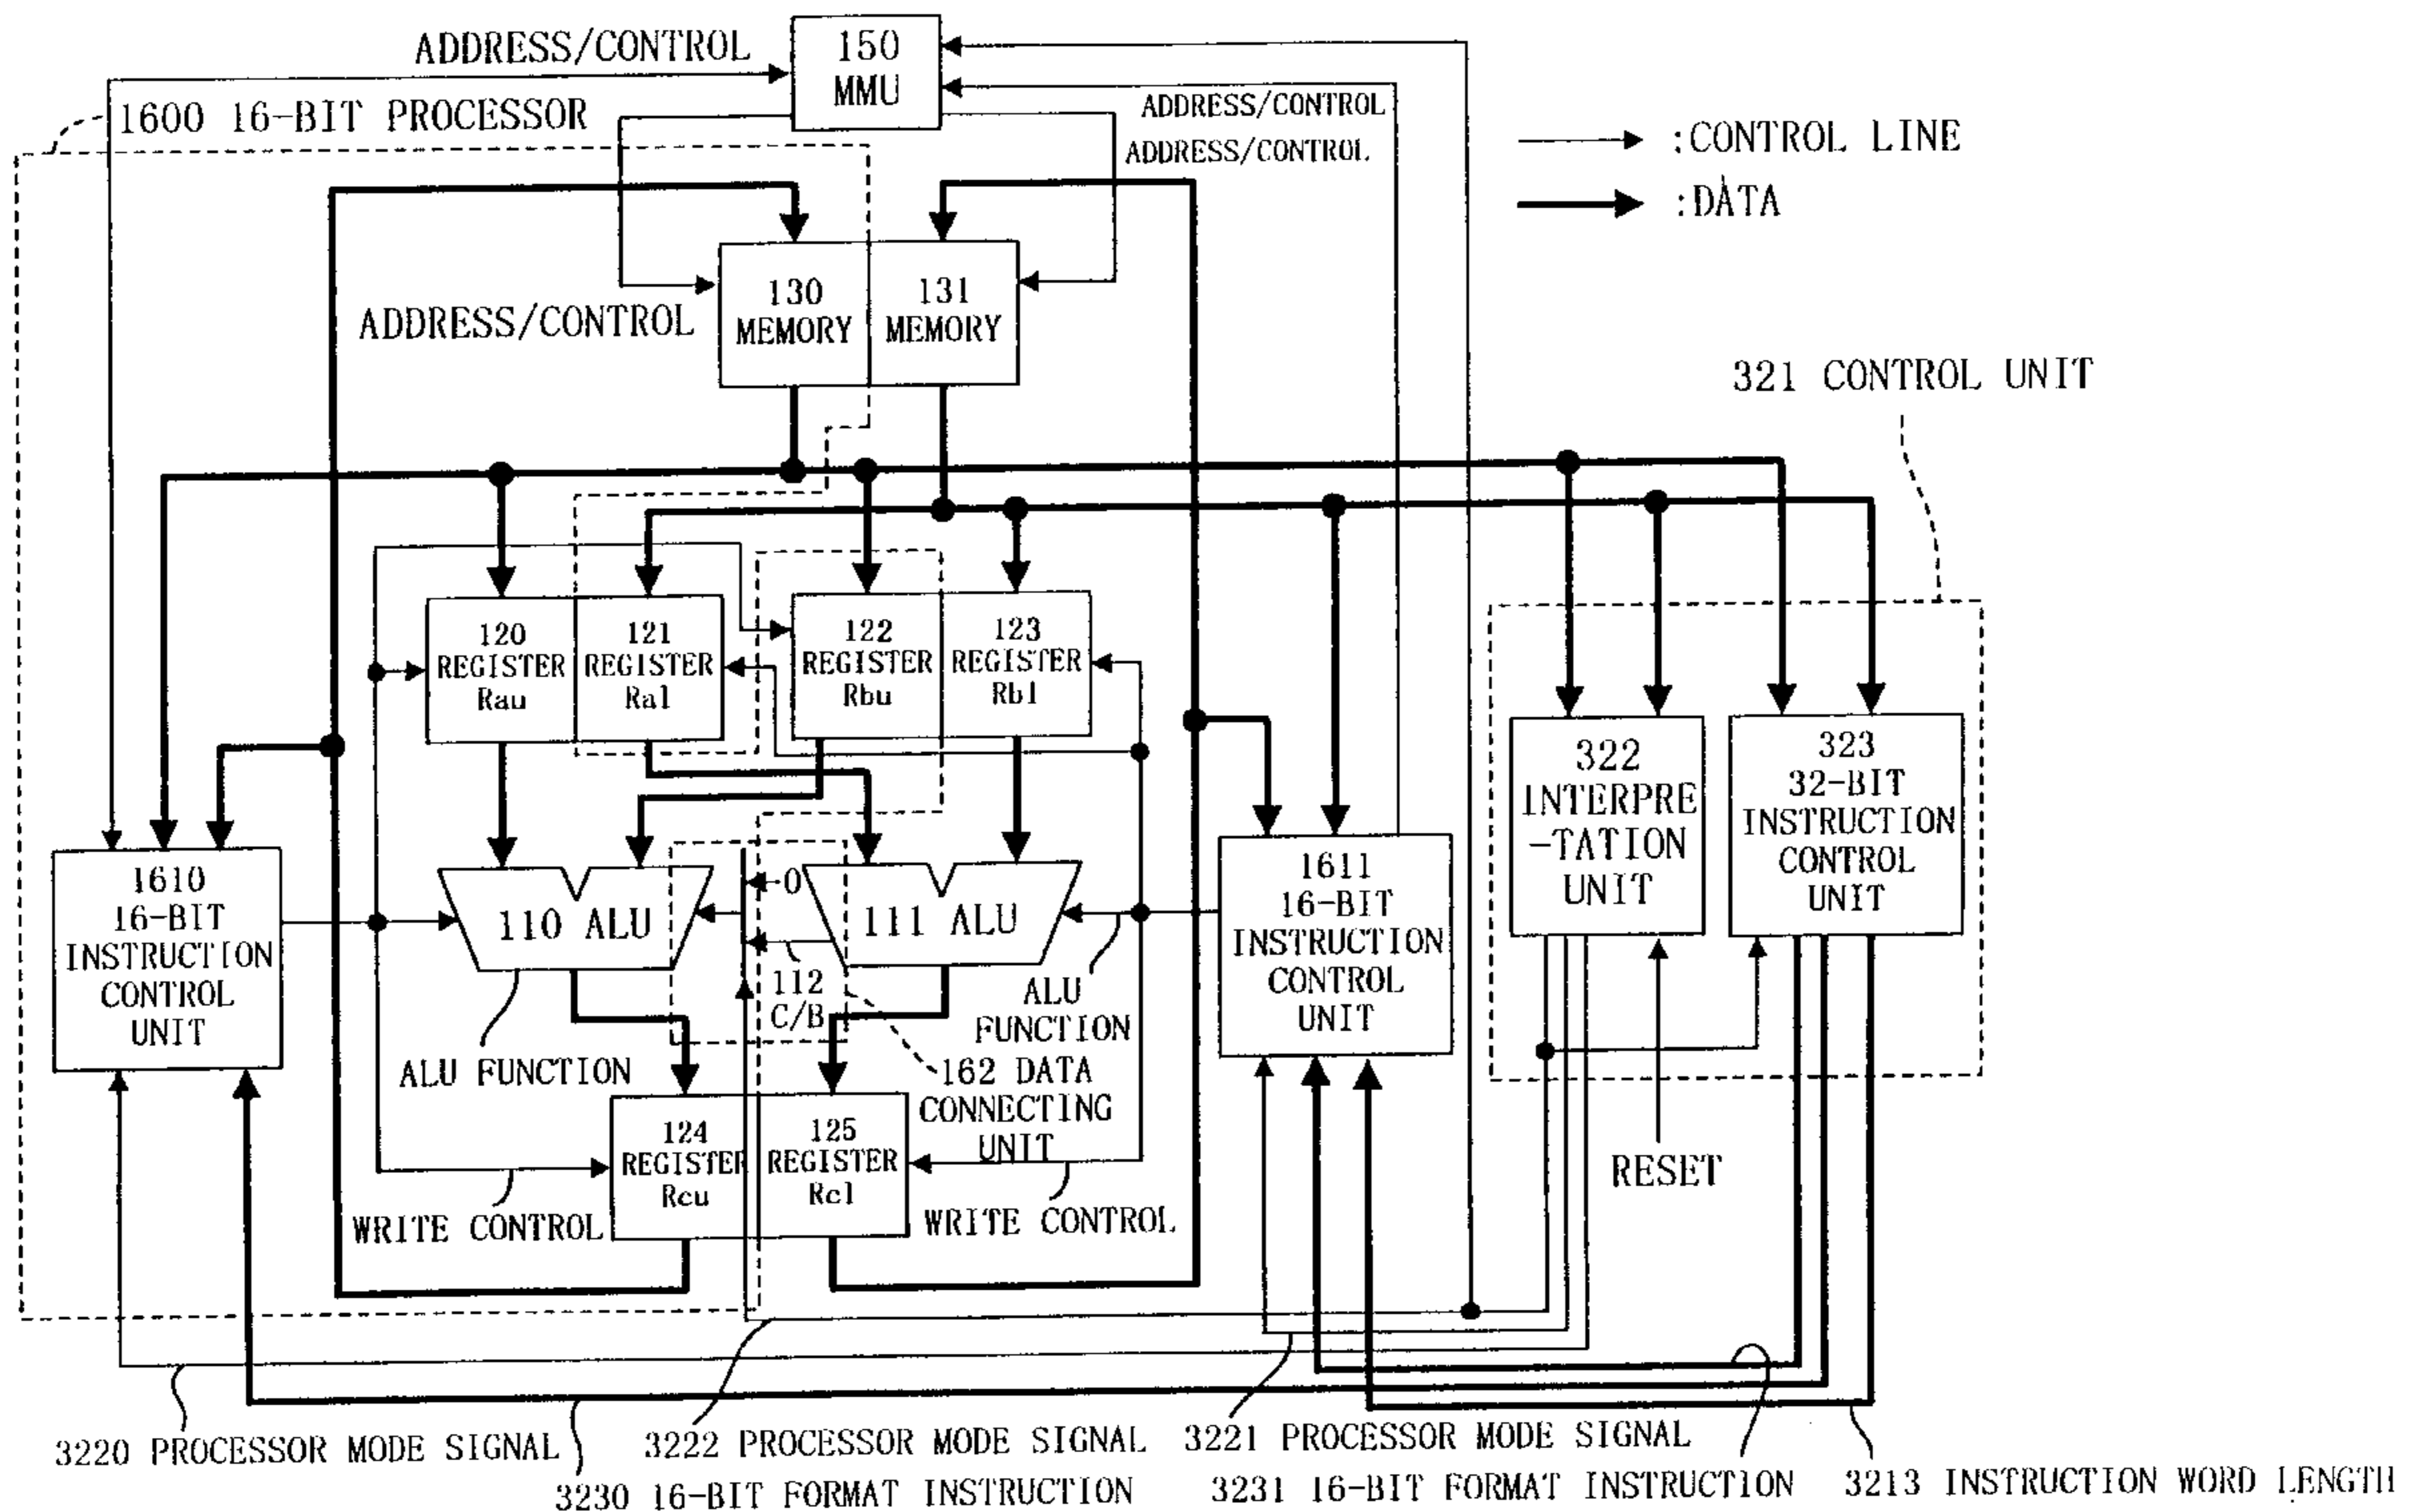 ADDRESS/CONTROL
150
MMU
1600 16-BIT PROCESSOR
ADDRESS/CONTROL
ADDRESS/CONTROL
:CONTROL LINE
:DATA
130
MEMORY
131
MEMORY
ADDRESS/CONTROL
321 CONTROL UNIT
120
REGISTER
Rau
121
REGISTER
Ral
122
REGISTER
Rbu
123
REGISTER
Rbl
322
INTERPRE
-TATION
UNIT
323
32-BIT
INSTRUCTION
CONTROL
UNIT
1610
16-BIT
INSTRUCTION
CONTROL
UNIT
110 ALU
0
111 ALU
112
C/B
1611
16-BIT
INSTRUCTION
CONTROL
UNIT
ALU
FUNCTION
ALU FUNCTION
162 DATA
CONNECTING
UNIT
124
REGISTER
Rcu
125
REGISTER
Rcl
RESET
WRITE CONTROL
WRITE CONTROL
3220 PROCESSOR MODE SIGNAL
3222 PROCESSOR MODE SIGNAL
3221 PROCESSOR MODE SIGNAL
3230 16-BIT FORMAT INSTRUCTION
3231 16-BIT FORMAT INSTRUCTION
3213 INSTRUCTION WORD LENGTH